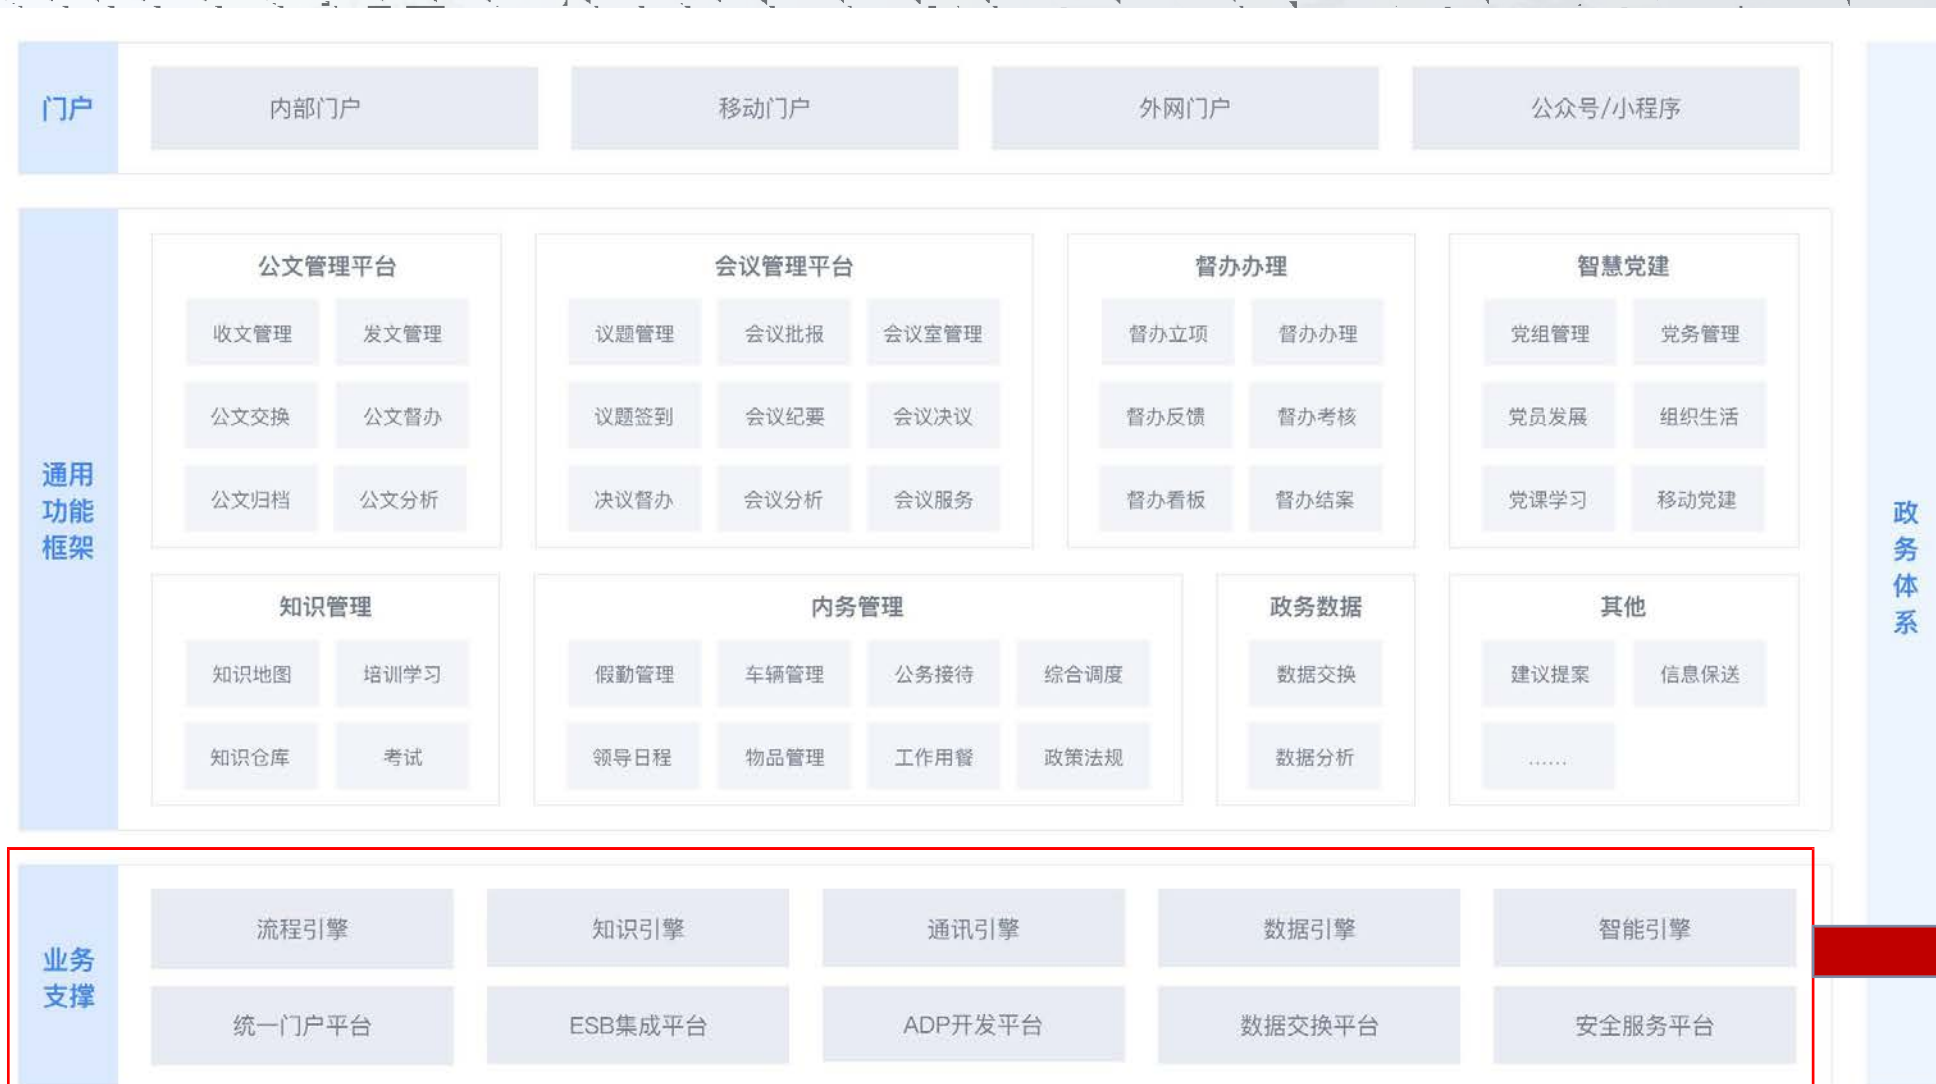 门户
内部门户
移动门户
外网门户
公众号/小程序
通用
功能
框架
公文管理平台
收文管理
发文管理
公文交换
公文督办
公文归档
公文分析
会议管理平台
议题管理
会议批报
会议室管理
议题签到
会议纪要
会议决议
决议督办
会议分析
会议服务
督办办理
督办立项
督办办理
督办反馈
督办考核
督办看板
督办结案
智慧党建
党组管理
党务管理
党员发展
组织生活
党课学习
移动党建
知识管理
知识地图
培训学习
知识仓库
考试
内务管理
假勤管理
车辆管理
公务接待
综合调度
领导日程
物品管理
工作用餐
政策法规
政务数据
数据交换
数据分析
其他
建议提案
信息保送
......
业务
支撑
流程引擎
知识引擎
通讯引擎
数据引擎
智能引擎
统一门户平台
ESB集成平台
ADP开发平台
数据交换平台
安全服务平台
政
务
体
系